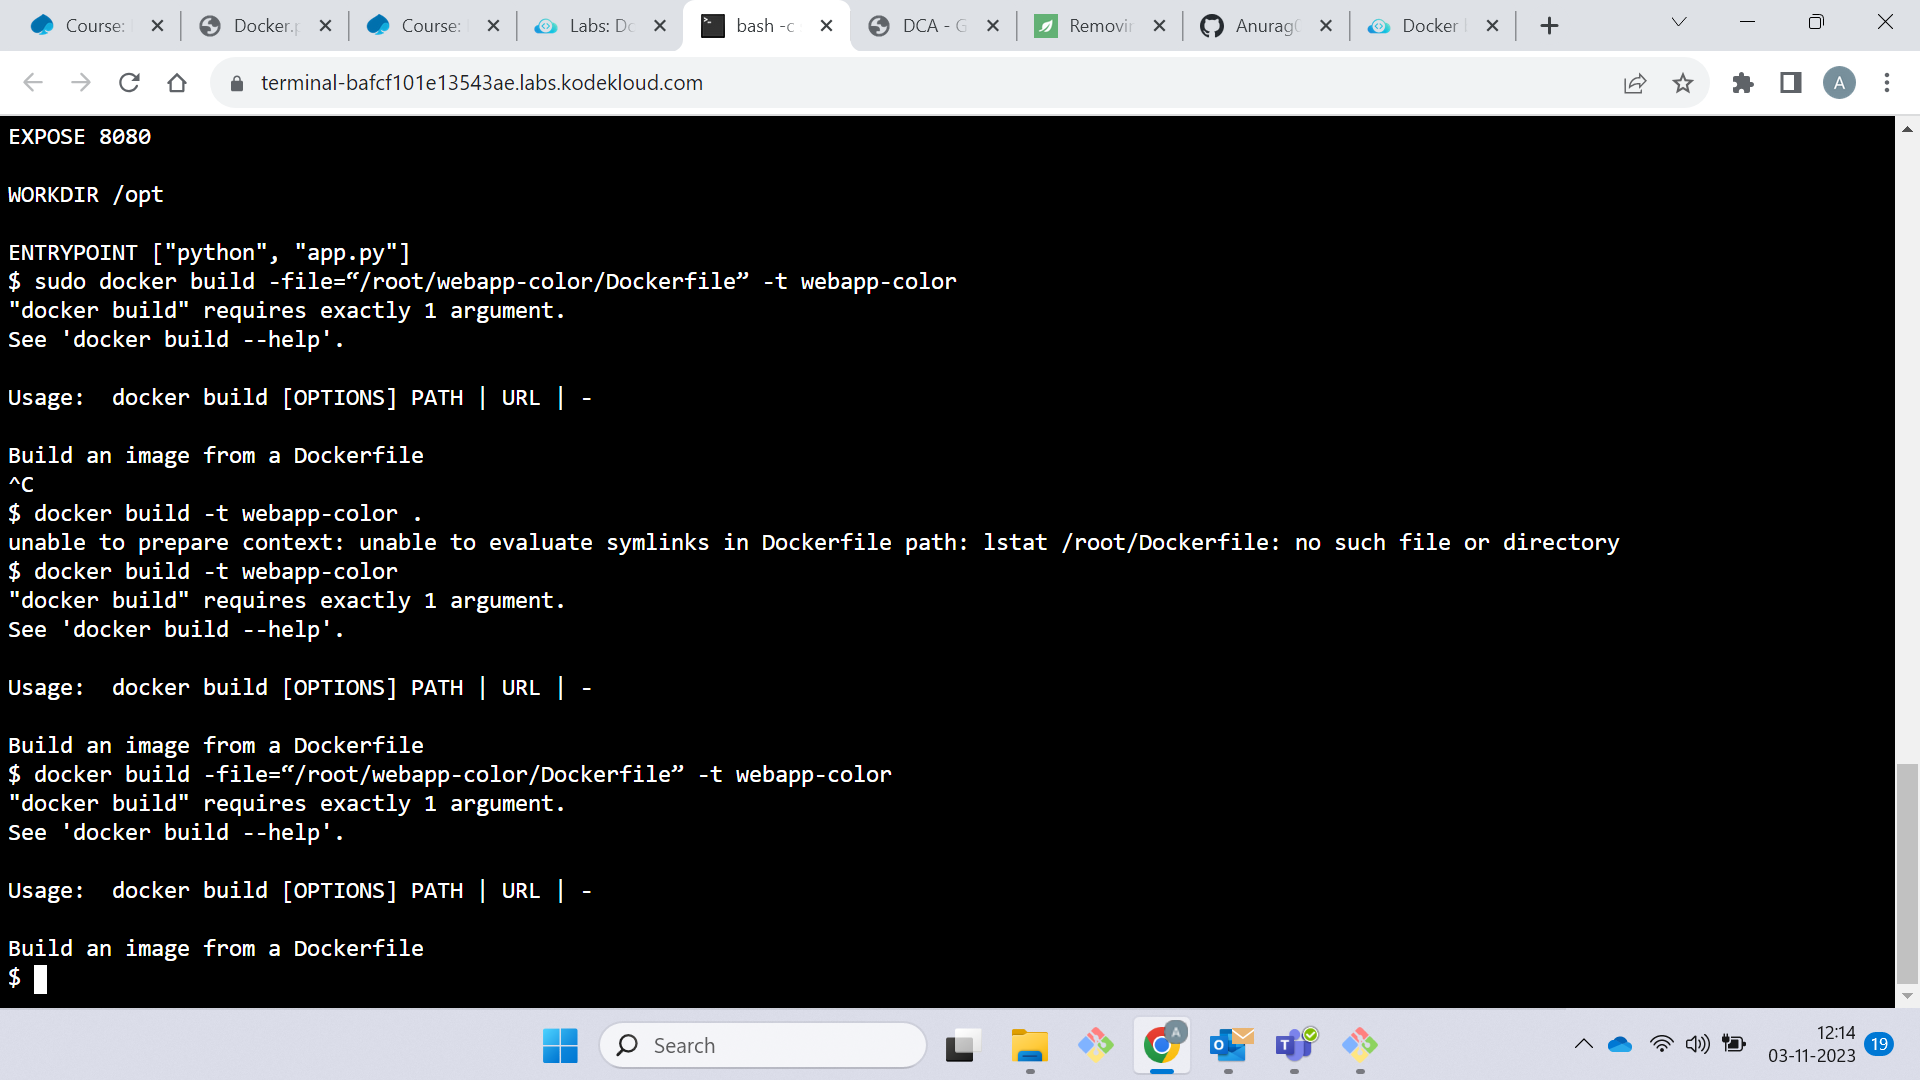 Course:
Docker.p
Course:
Labs: Do
bash -c
DCA - G
Removin
Anurag
Docker
terminal-bafcf101e13543ae.labs.kodekloud.com
A
EXPOSE 8080
WORKDIR /opt
ENTRYPOINT ["python", "app.py"]
$ sudo docker build -file=“/root/webapp-color/Dockerfile” -t webapp-color
"docker build" requires exactly 1 argument.
See 'docker build --help'.
Usage:  docker build [OPTIONS] PATH | URL | -
Build an image from a Dockerfile
^C
$ docker build -t webapp-color .
unable to prepare context: unable to evaluate symlinks in Dockerfile path: lstat /root/Dockerfile: no such file or directory
$ docker build -t webapp-color
"docker build" requires exactly 1 argument.
See 'docker build --help'.
Usage:  docker build [OPTIONS] PATH | URL | -
Build an image from a Dockerfile
$ docker build -file=“/root/webapp-color/Dockerfile” -t webapp-color
"docker build" requires exactly 1 argument.
See 'docker build --help'.
Usage:  docker build [OPTIONS] PATH | URL | -
Build an image from a Dockerfile
$
Search
A
12:14
03-11-2023
19